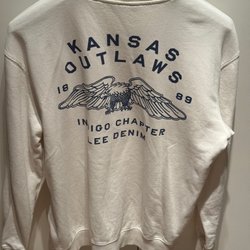 KANSAS
OUTLAWS
18 89
INDIGO CHAPTER
LEE DENIM